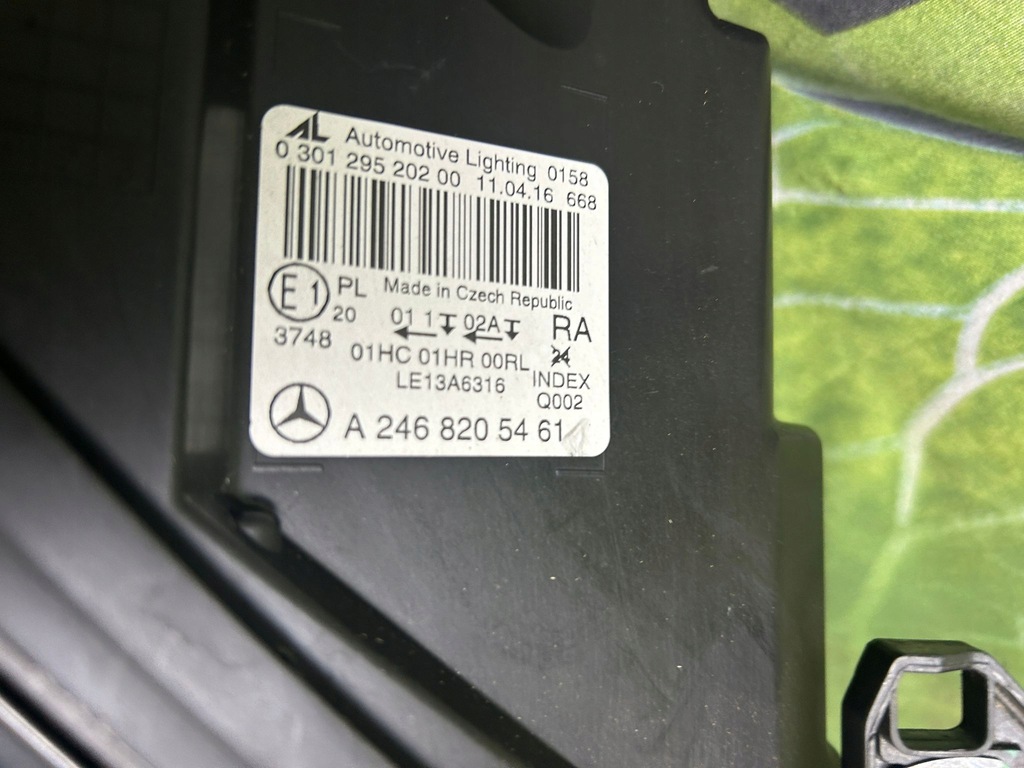 AL Automotive Lighting 0158
0 301 295 202 00 11.04.16 668
E1 PL Made in Czech Republic
20 01 1 02A RA
3748
01HC 01HR 00RL 24
LE13A6316 INDEX
Q002
A 246 820 54 61